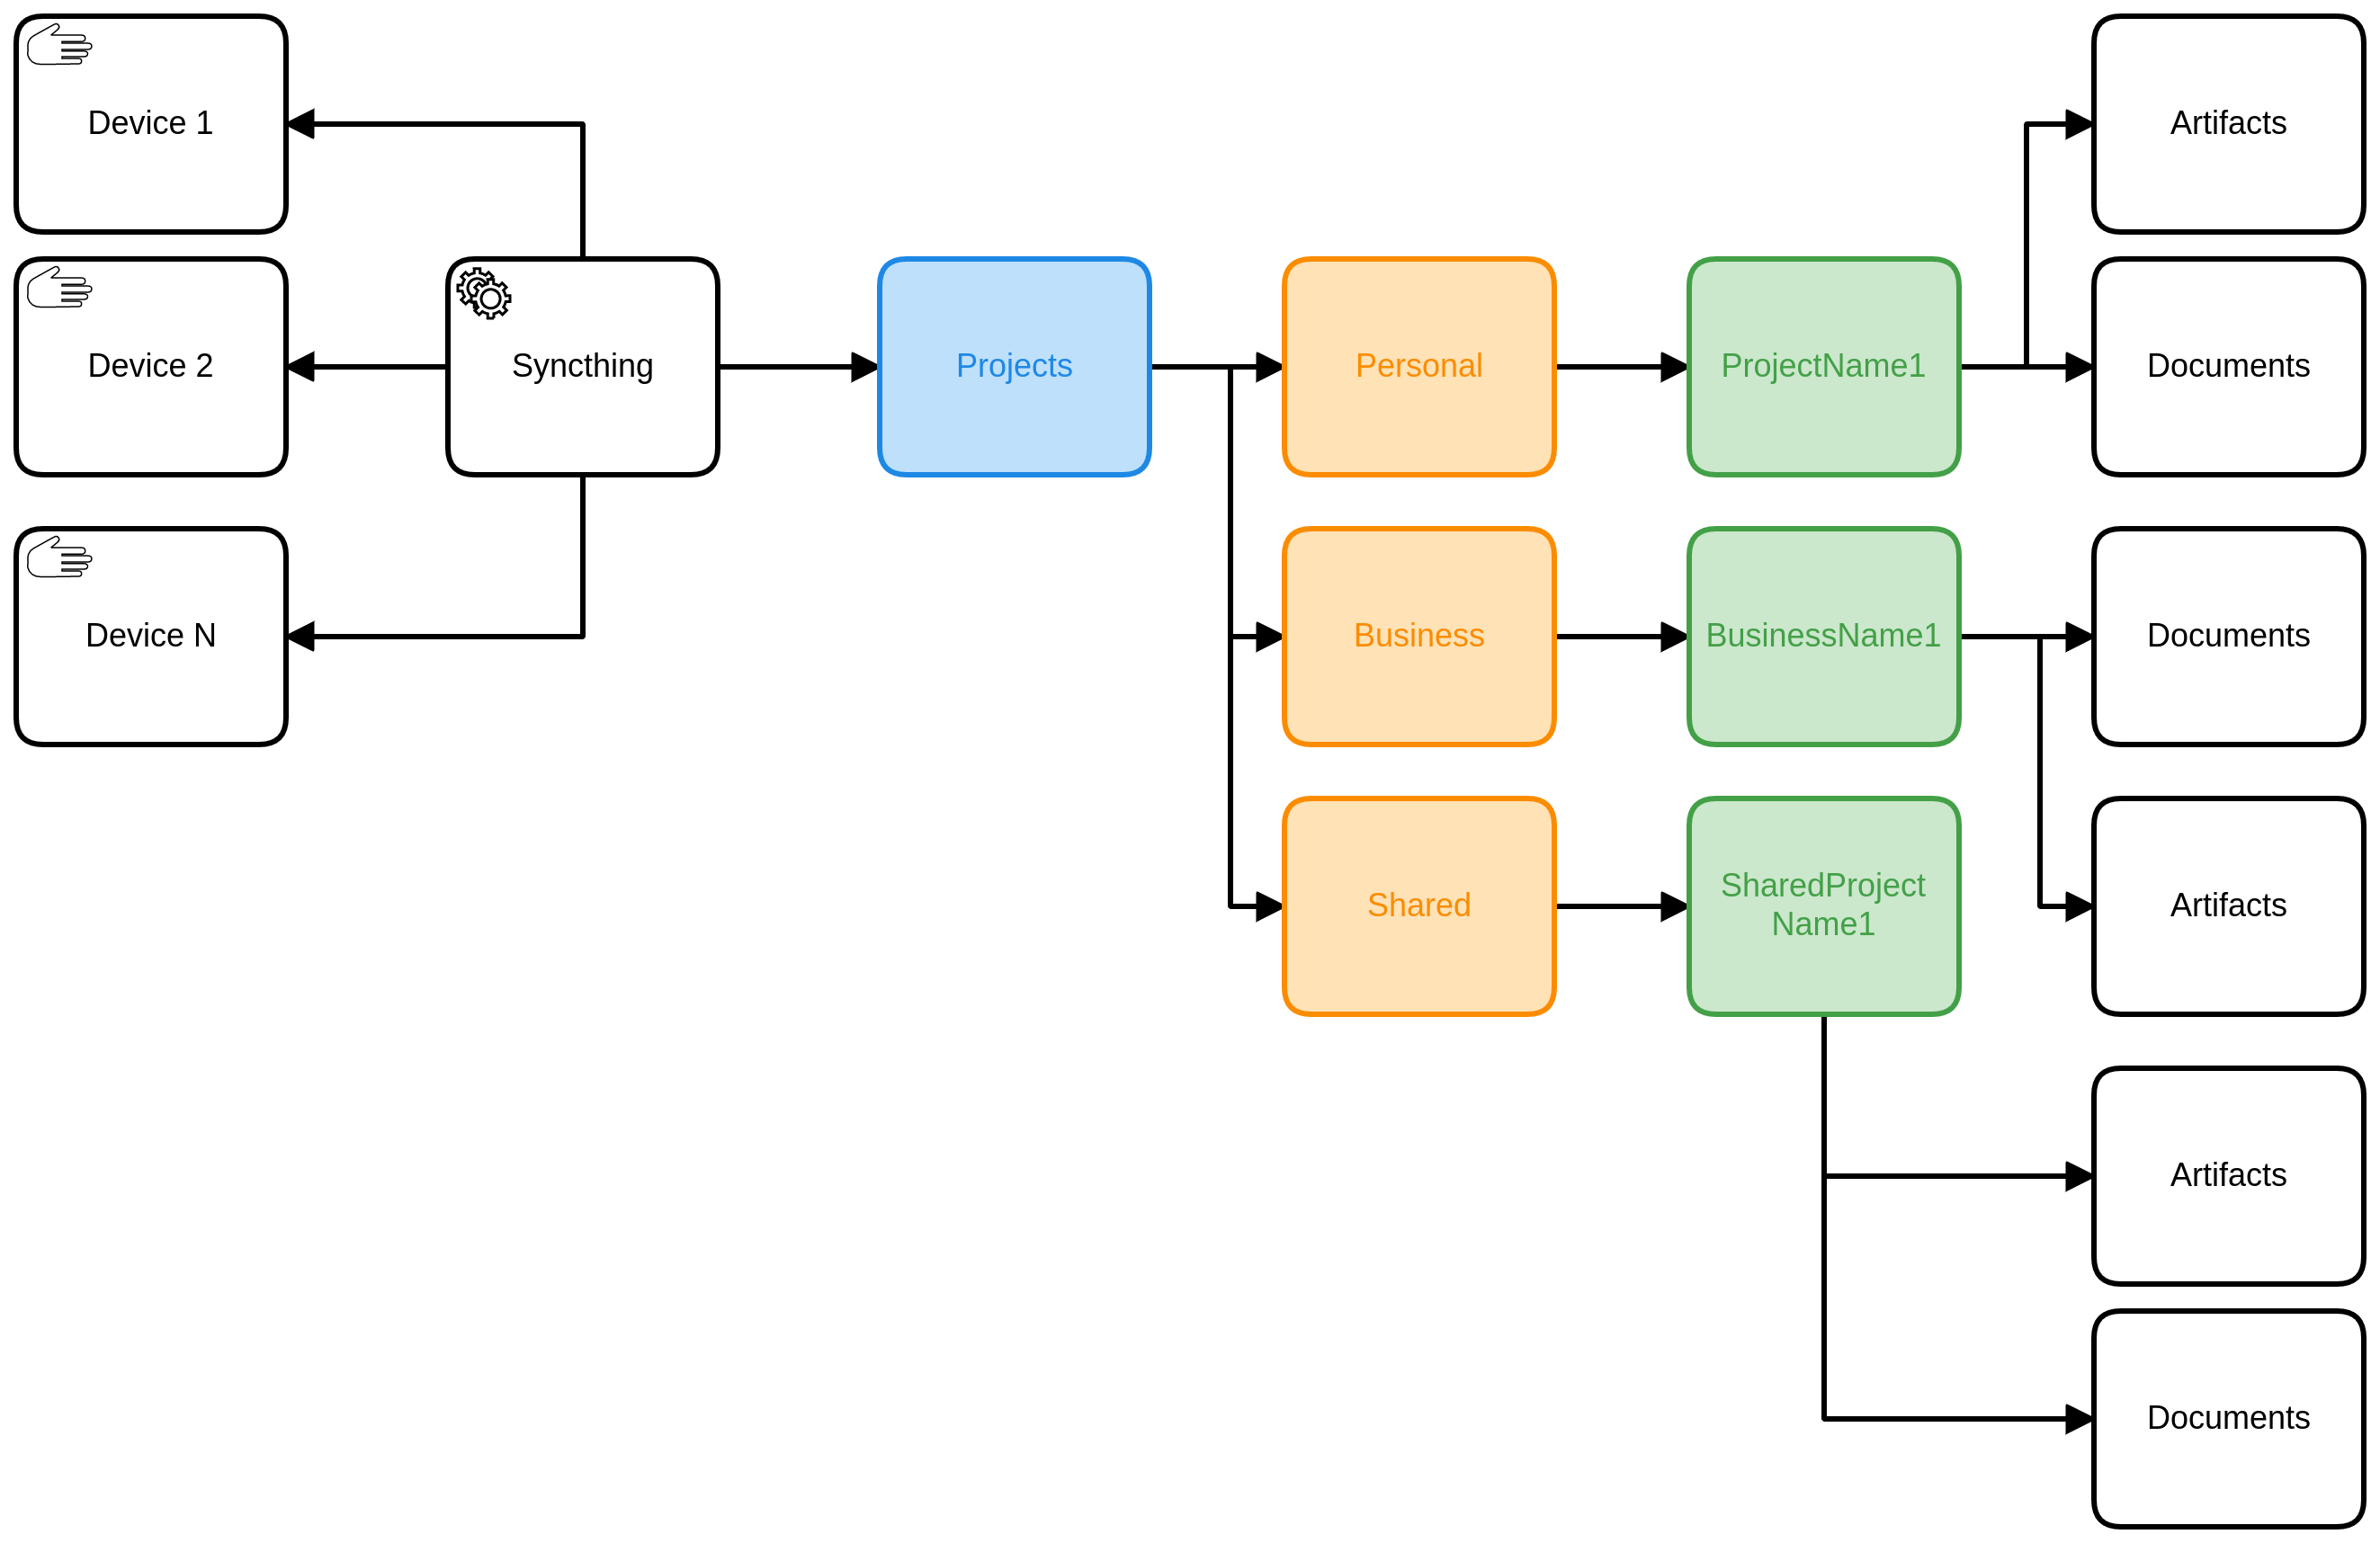 Device 1
Artifacts
Device 2
Syncthing
Projects
Personal
ProjectName1
Documents
Device N
Business
BusinessName1
Documents
Shared
SharedProject
Name1
Artifacts
Artifacts
Documents